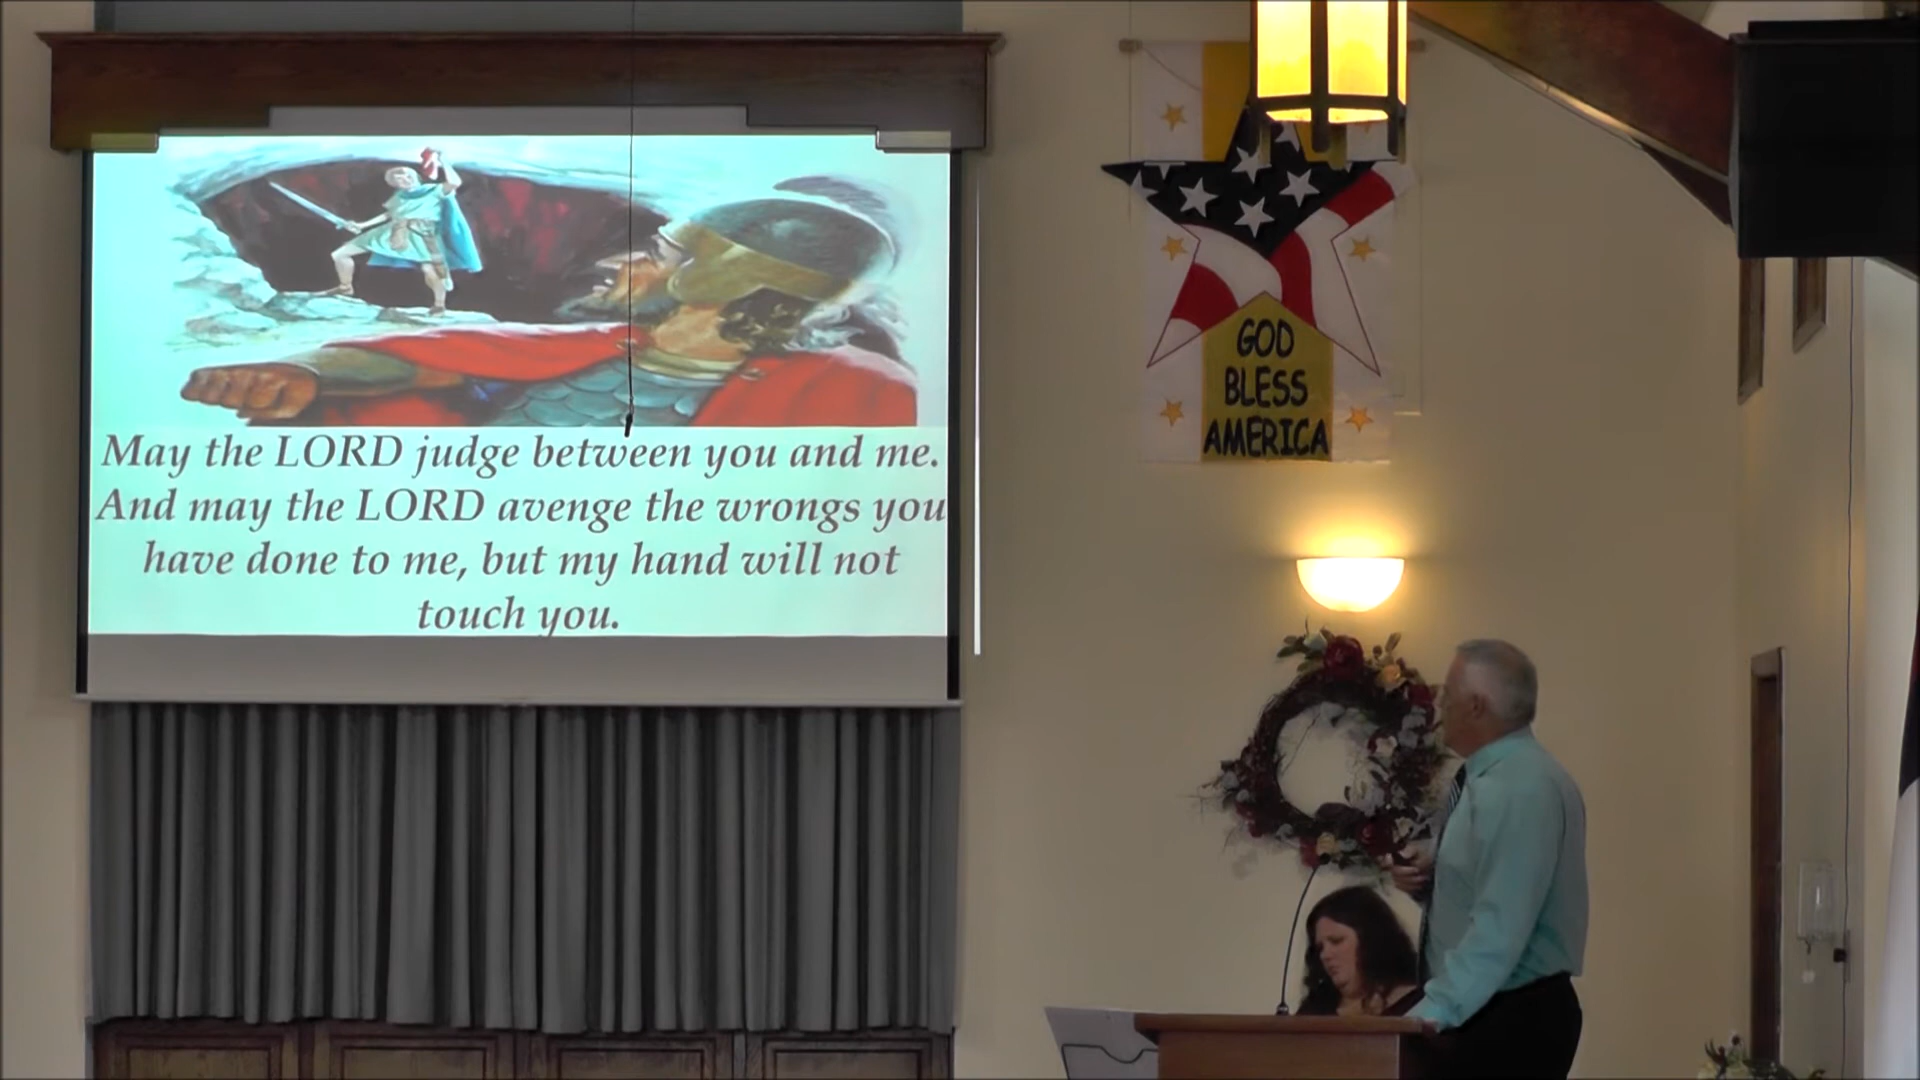 May the LORD judge between you and me.
And may the LORD avenge the wrongs you
have done to me, but my hand will not
touch you.
GOD
BLESS
AMERICA